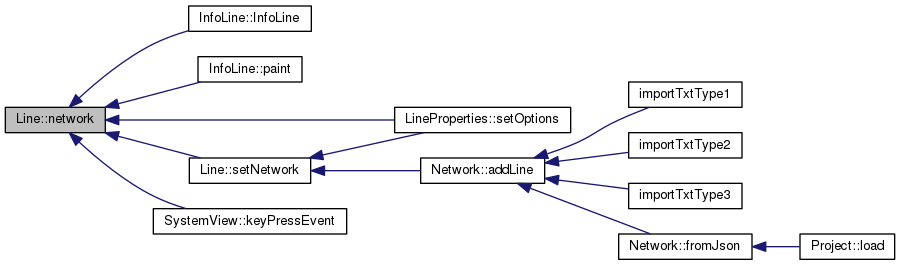 InfoLine::InfoLine
InfoLine::paint
Line::network
LineProperties::setOptions
Line::setNetwork
SystemView::keyPressEvent
Network::addLine
importTxtType1
importTxtType2
importTxtType3
Network::fromJson
Project::load